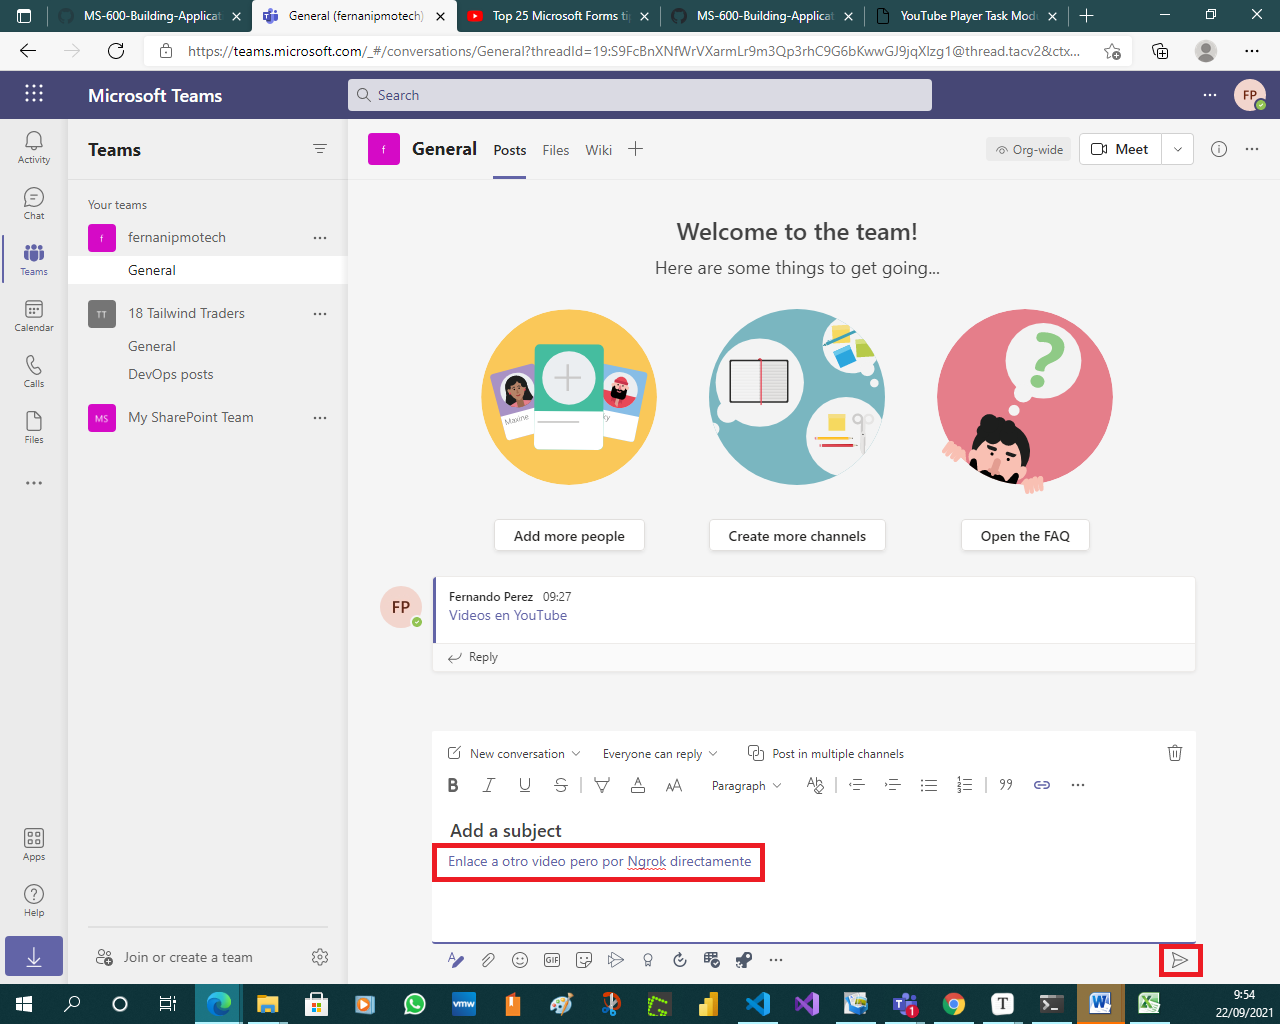 MS-600-Building-Applicat
General (fernanipmotech)
Top 25 Microsoft Forms ti
MS-600-Building-Applicat
YouTube Player Task Modu
https://teams.microsoft.com/_#/conversations/General?threadId=19:S9FcBnXNfWrVXarmLr9m3Qp3rhC9G6bKwwGJ9jqXIzg1@thread.tacv2&ctx...
Microsoft Teams
Search
FP
Activity
Chat
Teams
Calendar
Calls
Files
Apps
Help
Teams
Your teams
f
fernanipmotech
General
TT
18 Tailwind Traders
General
DevOps posts
MS
My SharePoint Team
Join or create a team
f
General
Posts
Files
Wiki
Org-wide
Meet
Welcome to the team!
Here are some things to get going...
Maxine
Add more people
Create more channels
Open the FAQ
FP
Fernando Perez 09:27
Videos en YouTube
Reply
New conversation
Everyone can reply
Post in multiple channels
B I U S A AA
Paragraph
Add a subject
Enlace a otro video pero por Ngrok directamente
GIF
vmw
T
9:54
22/09/2021